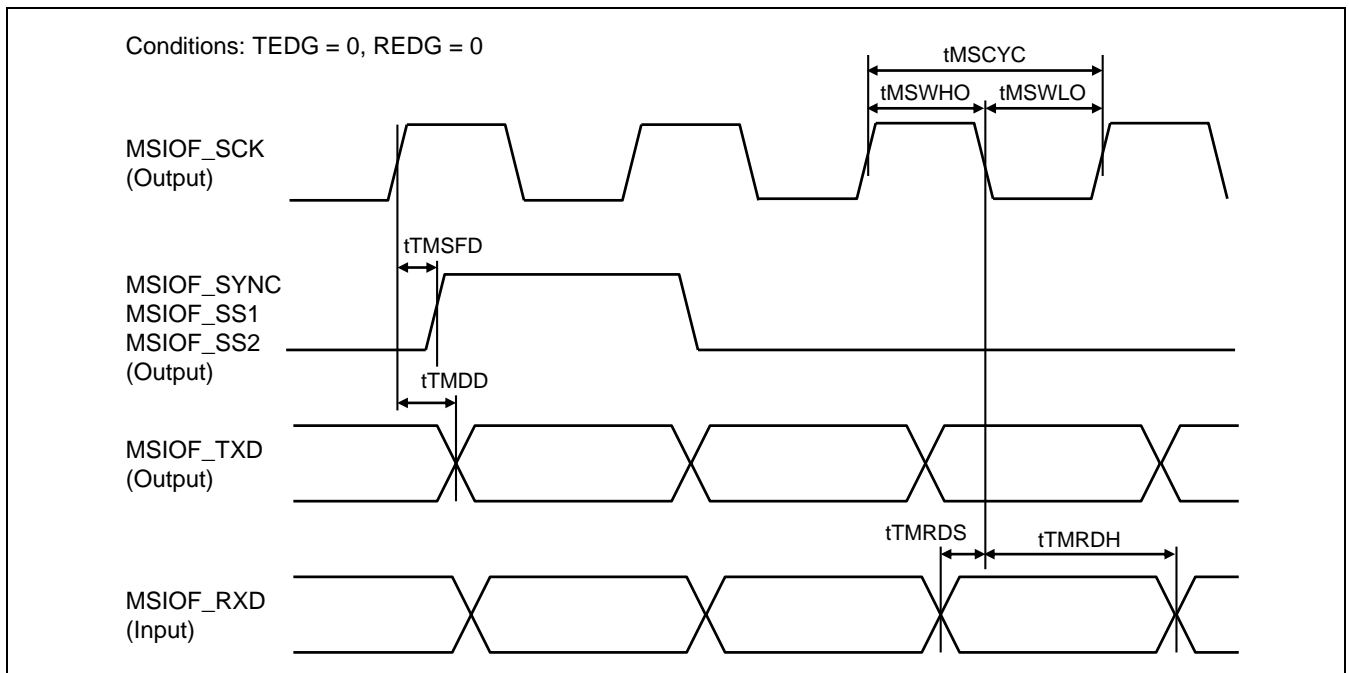 Conditions: TEDG = 0, REDG = 0
tMSCYC
tMSWHO tMSWLO
MSIOF_SCK
(Output)
tTMSFD
MSIOF_SYNC
MSIOF_SS1
MSIOF_SS2
(Output)
tTMDD
MSIOF_TXD
(Output)
tTMRDS tTMRDH
MSIOF_RXD
(Input)